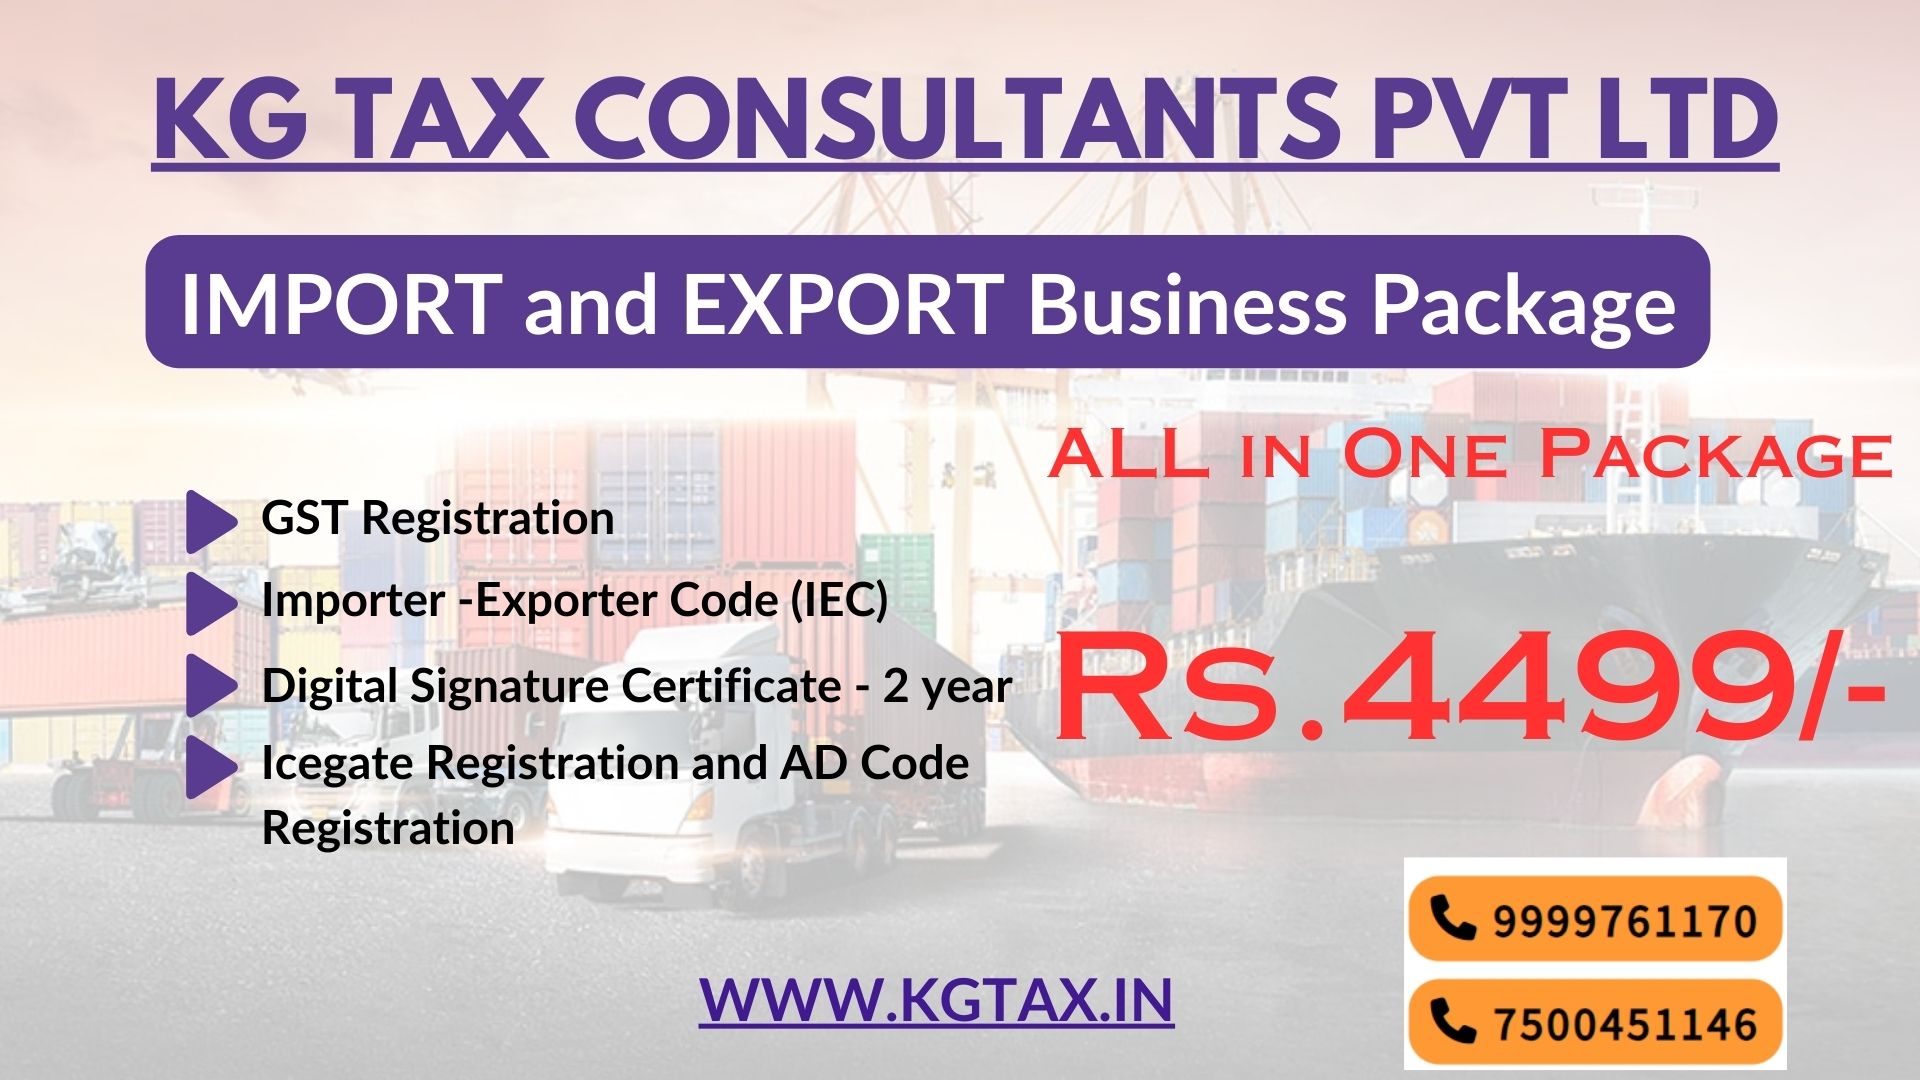 KG TAX CONSULTANTS PVT LTD
IMPORT and EXPORT Business Package
ALL in One Package
GST Registration
Importer -Exporter Code (IEC)
Digital Signature Certificate - 2 year
Icegate Registration and AD Code
Registration
Rs.4499/-
9999761170
7500451146
WWW.KGTAX.IN